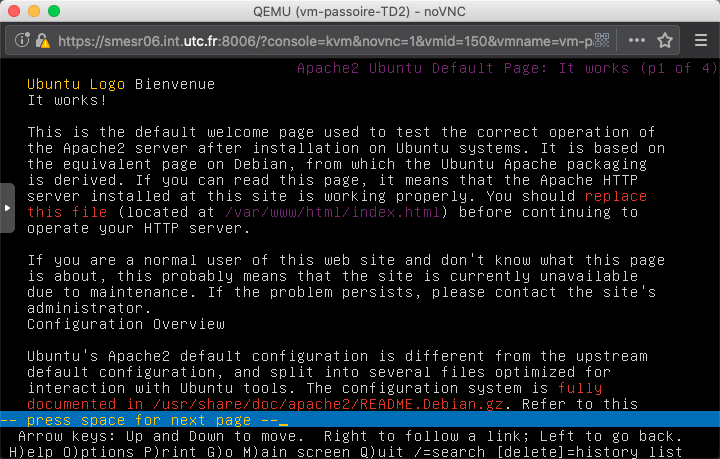 QEMU (vm-passoire-TD2) - noVNC
https://smesr06.int.utc.fr:8006/?console=kvm&novnc=1&vmid=150&vmname=vm-p
Apache2 Ubuntu Default Page: It works (p1 of 4)
Ubuntu Logo Bienvenue
It works!
This is the default welcome page used to test the correct operation of
the Apache2 server after installation on Ubuntu systems. It is based on
the equivalent page on Debian, from which the Ubuntu Apache packaging
is derived. If you can read this page, it means that the Apache HTTP
server installed at this site is working properly. You should replace
this file (located at /var/www/html/index.html) before continuing to
operate your HTTP server.
If you are a normal user of this web site and don't know what this page
is about, this probably means that the site is currently unavailable
due to maintenance. If the problem persists, please contact the site's
administrator.
Configuration Overview
Ubuntu's Apache2 default configuration is different from the upstream
default configuration, and split into several files optimized for
interaction with Ubuntu tools. The configuration system is fully
documented in /usr/share/doc/apache2/README.Debian.gz. Refer to this
-- press space for next page --
Arrow keys: Up and Down to move.  Right to follow a link; Left to go back.
H)elp O)ptions P)rint G)o M)ain screen Q)uit /=search [delete]=history list